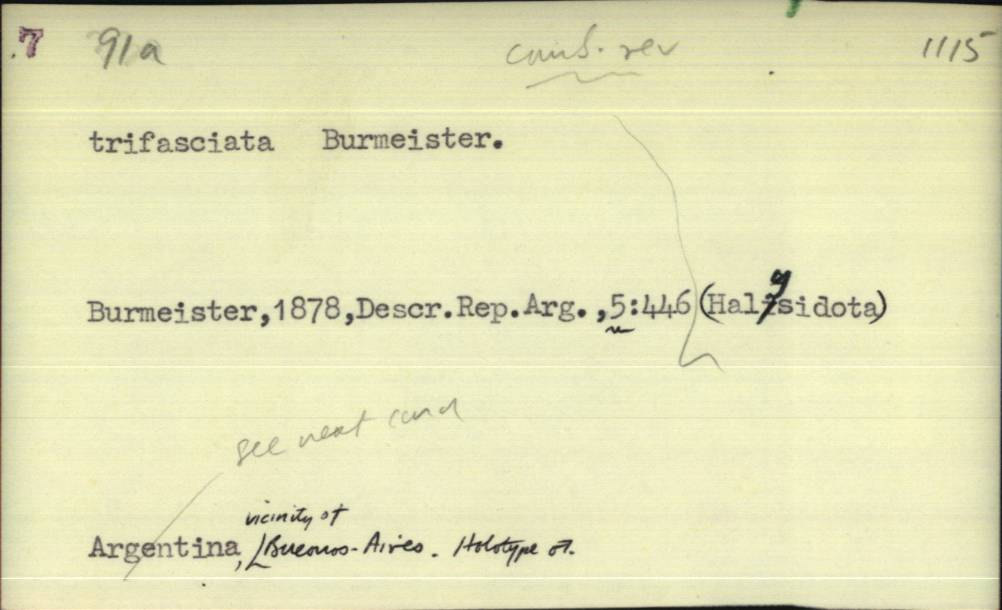 7 91a comb. rev 1115
trifasciata Burmeister.
Burmeister,1878,Descr.Rep.Arg.,5:446 (Halysidota)
see next card
vicinity of
Argentina, Buenos-Aires. Holotype ♂.